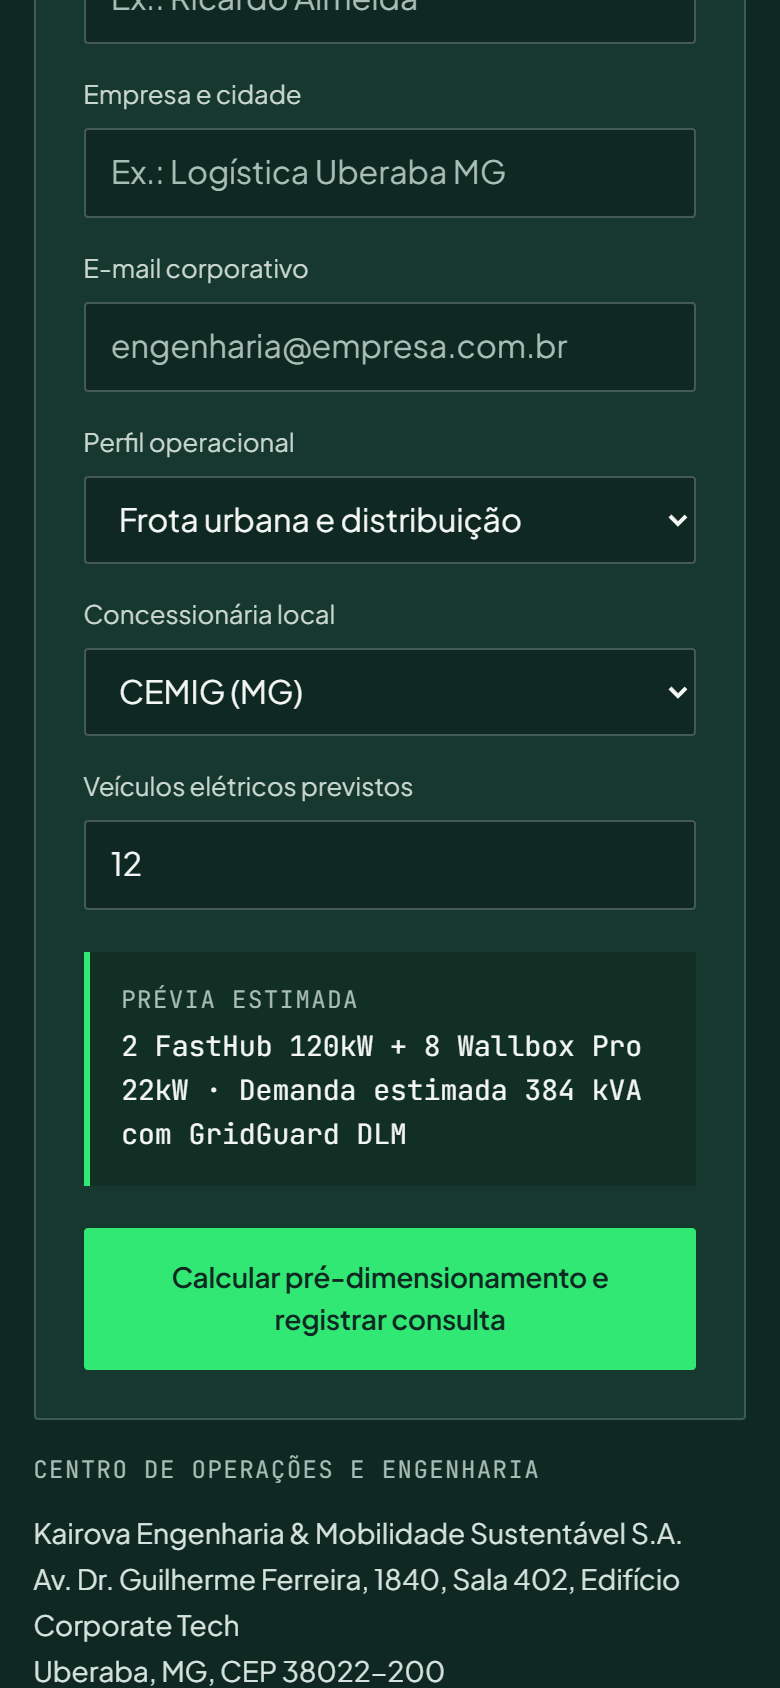 Ex.: Ricardo Almeida
Empresa e cidade
Ex.: Logística Uberaba MG
E-mail corporativo
engenharia@empresa.com.br
Perfil operacional
Frota urbana e distribuição
Concessionária local
CEMIG (MG)
Veículos elétricos previstos
12
PRÉVIA ESTIMADA
2 FastHub 120kW + 8 Wallbox Pro
22kW · Demanda estimada 384 kVA
com GridGuard DLM
Calcular pré-dimensionamento e
registrar consulta
CENTRO DE OPERAÇÕES E ENGENHARIA
Kairova Engenharia & Mobilidade Sustentável S.A.
Av. Dr. Guilherme Ferreira, 1840, Sala 402, Edifício
Corporate Tech
Uberaba, MG, CEP 38022-200